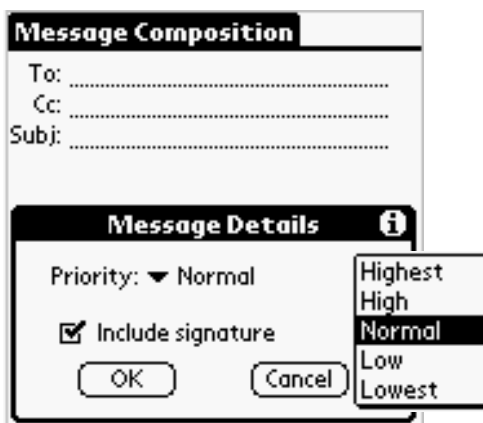 Message Composition
To:
Cc:
Subj:
Message Details i
Priority: Normal
Include signature
OK Cancel
Highest
High
Normal
Low
Lowest